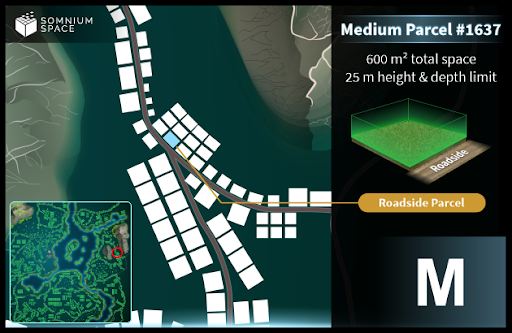 SOMNIUM
SPACE
Medium Parcel #1637
600 m² total space
25 m height & depth limit
Roadside
Roadside Parcel
M